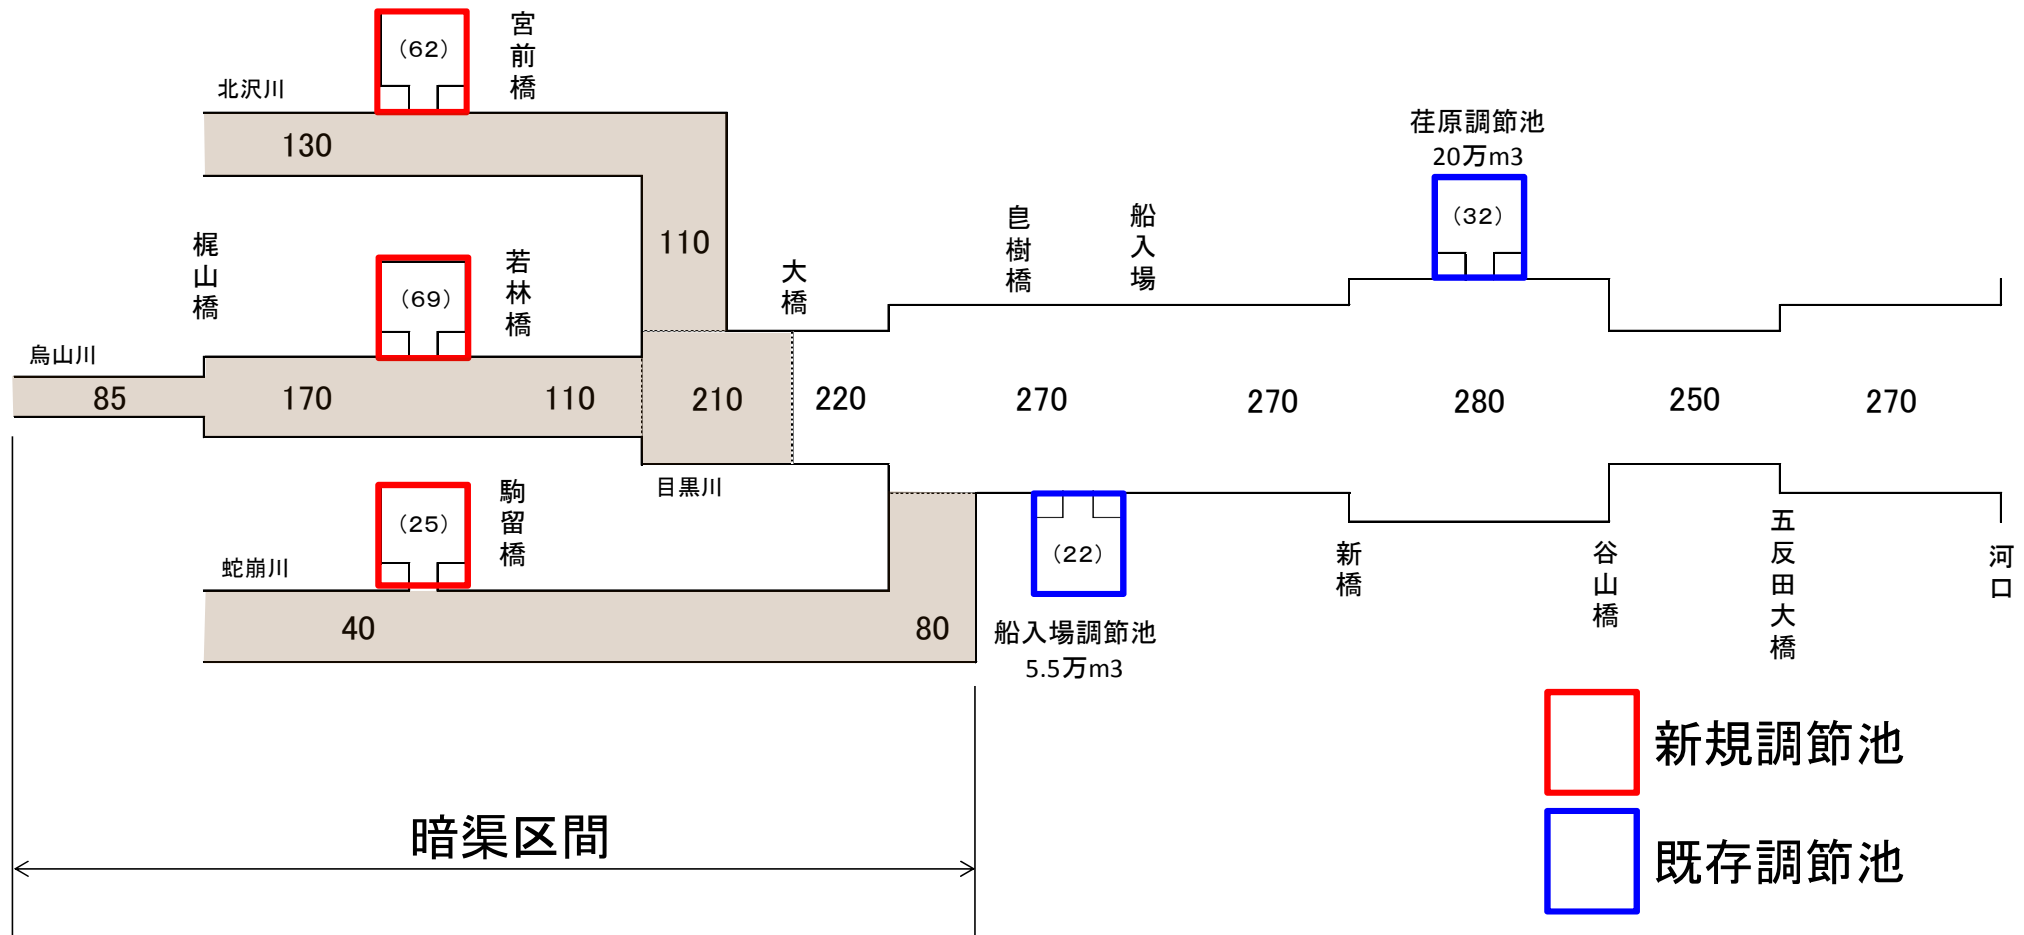 （62）
宮前橋
北沢川
130
110
荏原調節池
20万m3
（32）
梶山橋
（69）
若林橋
大橋
皀樹橋
船入場
烏山川
85
170
110
210
220
270
270
280
250
270
目黒川
（25）
駒留橋
蛇崩川
40
80
（22）
船入場調節池
5.5万m3
新橋
谷山橋
五反田大橋
河口
新規調節池
既存調節池
暗渠区間